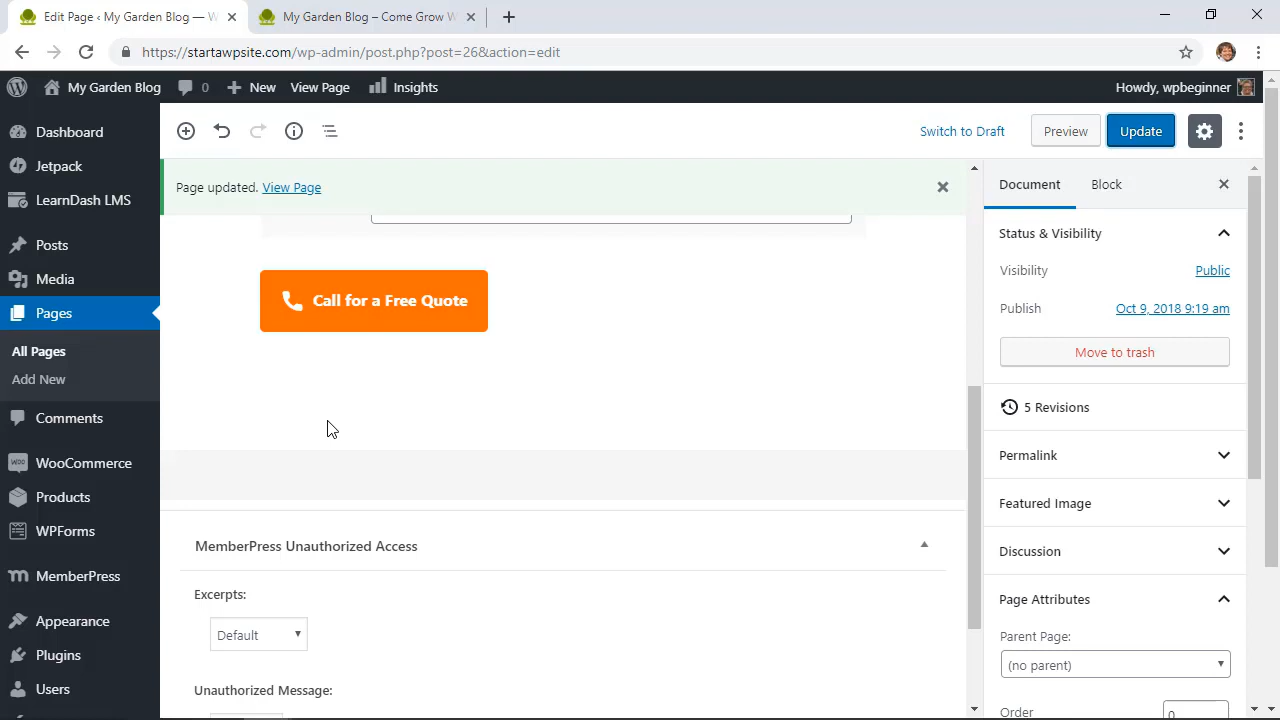 Edit Page ‹ My Garden Blog — W
My Garden Blog – Come Grow W
https://startawpsite.com/wp-admin/post.php?post=26&action=edit
My Garden Blog
0
New
View Page
Insights
Howdy, wpbeginner
Dashboard
Jetpack
LearnDash LMS
Posts
Media
Pages
All Pages
Add New
Comments
WooCommerce
Products
WPForms
MemberPress
Appearance
Plugins
Users
Switch to Draft
Preview
Update
Page updated. View Page
Call for a Free Quote
MemberPress Unauthorized Access
Excerpts:
Default
Unauthorized Message:
Document
Block
Status & Visibility
Visibility
Public
Publish
Oct 9, 2018 9:19 am
Move to trash
5 Revisions
Permalink
Featured Image
Discussion
Page Attributes
Parent Page:
(no parent)
Order
0